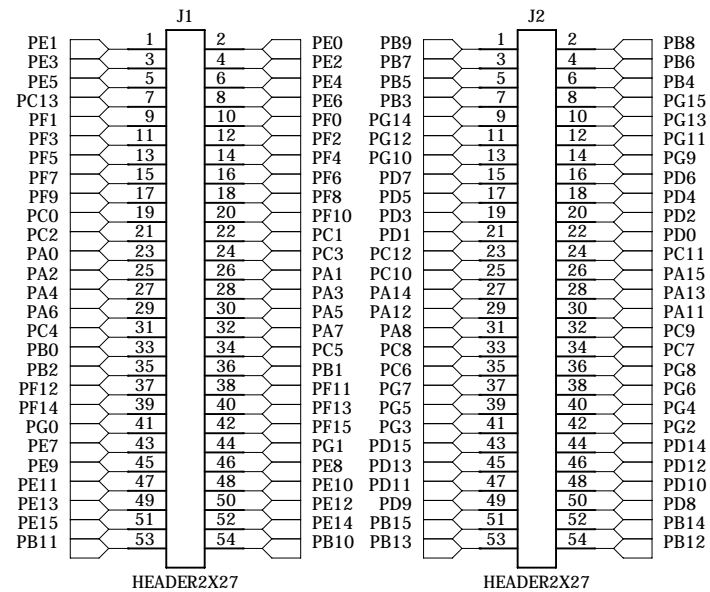 J1 J2
PE1 1 2 PE0 PB9 1 2 PB8
PE3 3 4 PE2 PB7 3 4 PB6
PE5 5 6 PE4 PB5 5 6 PB4
PC13 7 8 PE6 PB3 7 8 PG15
PF1 9 10 PF0 PG14 9 10 PG13
PF3 11 12 PF2 PG12 11 12 PG11
PF5 13 14 PF4 PG10 13 14 PG9
PF7 15 16 PF6 PD7 15 16 PD6
PF9 17 18 PF8 PD5 17 18 PD4
PC0 19 20 PF10 PD3 19 20 PD2
PC2 21 22 PC1 PD1 21 22 PD0
PA0 23 24 PC3 PC12 23 24 PC11
PA2 25 26 PA1 PC10 25 26 PA15
PA4 27 28 PA3 PA14 27 28 PA13
PA6 29 30 PA5 PA12 29 30 PA11
PC4 31 32 PA7 PA8 31 32 PC9
PB0 33 34 PC5 PC8 33 34 PC7
PB2 35 36 PB1 PC6 35 36 PG8
PF12 37 38 PF11 PG7 37 38 PG6
PF14 39 40 PF13 PG5 39 40 PG4
PG0 41 42 PF15 PG3 41 42 PG2
PE7 43 44 PG1 PD15 43 44 PD14
PE9 45 46 PE8 PD13 45 46 PD12
PE11 47 48 PE10 PD11 47 48 PD10
PE13 49 50 PE12 PD9 49 50 PD8
PE15 51 52 PE14 PB15 51 52 PB14
PB11 53 54 PB10 PB13 53 54 PB12
HEADER2X27 HEADER2X27